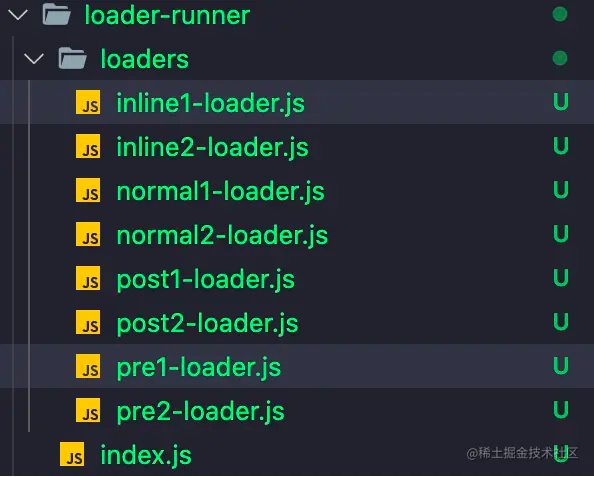 loader-runner
loaders
JS inline1-loader.js U
JS inline2-loader.js U
JS normal1-loader.js U
JS normal2-loader.js U
JS post1-loader.js U
JS post2-loader.js U
JS pre1-loader.js U
JS pre2-loader.js U
JS index.js U
@稀土掘金技术社区